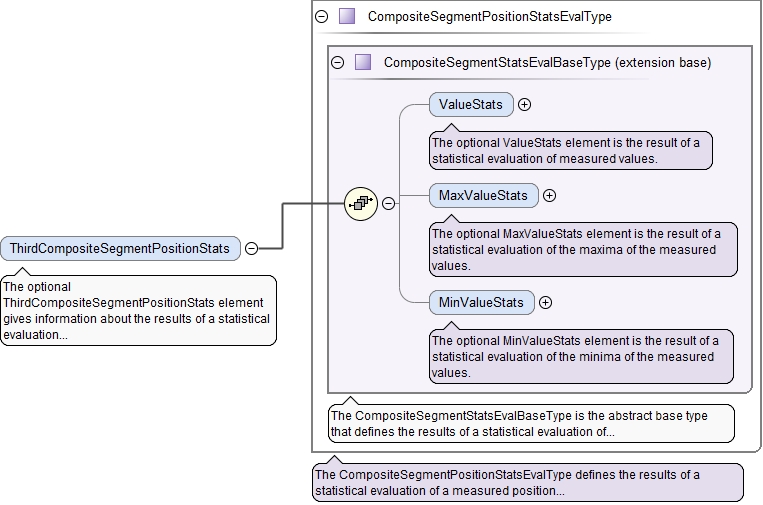 CompositeSegmentPositionStatsEvalType
CompositeSegmentStatsEvalBaseType (extension base)
ValueStats
The optional ValueStats element is the result of a
statistical evaluation of measured values.
MaxValueStats
The optional MaxValueStats element is the result of a
statistical evaluation of the maxima of the measured
values.
ThirdCompositeSegmentPositionStats
The optional
ThirdCompositeSegmentPositionStats element
gives information about the results of a statistical
evaluation...
MinValueStats
The optional MinValueStats element is the result of a
statistical evaluation of the minima of the measured
values.
The CompositeSegmentStatsEvalBaseType is the abstract base type
that defines the results of a statistical evaluation of...
The CompositeSegmentPositionStatsEvalType defines the results of a
statistical evaluation of a measured position...